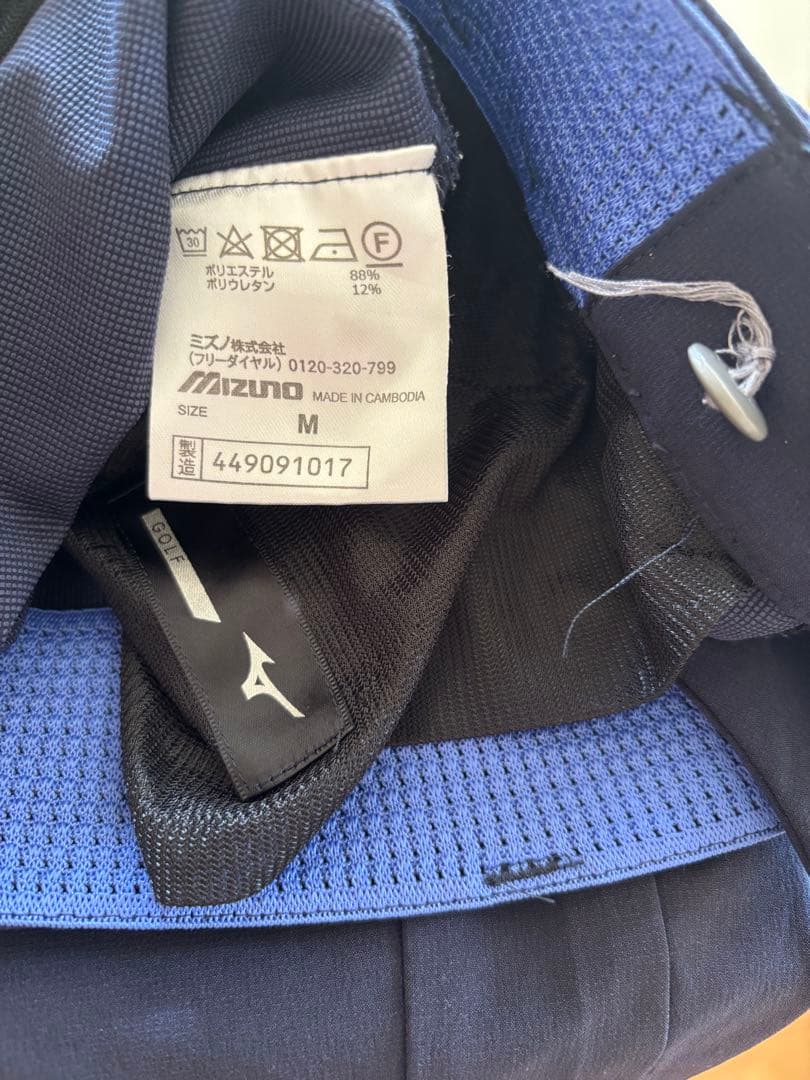 30
F
ポリエステル 88%
ポリウレタン 12%
ミズノ株式会社
(フリーダイヤル) 0120-320-799
MIZUNO MADE IN CAMBODIA
SIZE
M
製造 449091017
GOLF